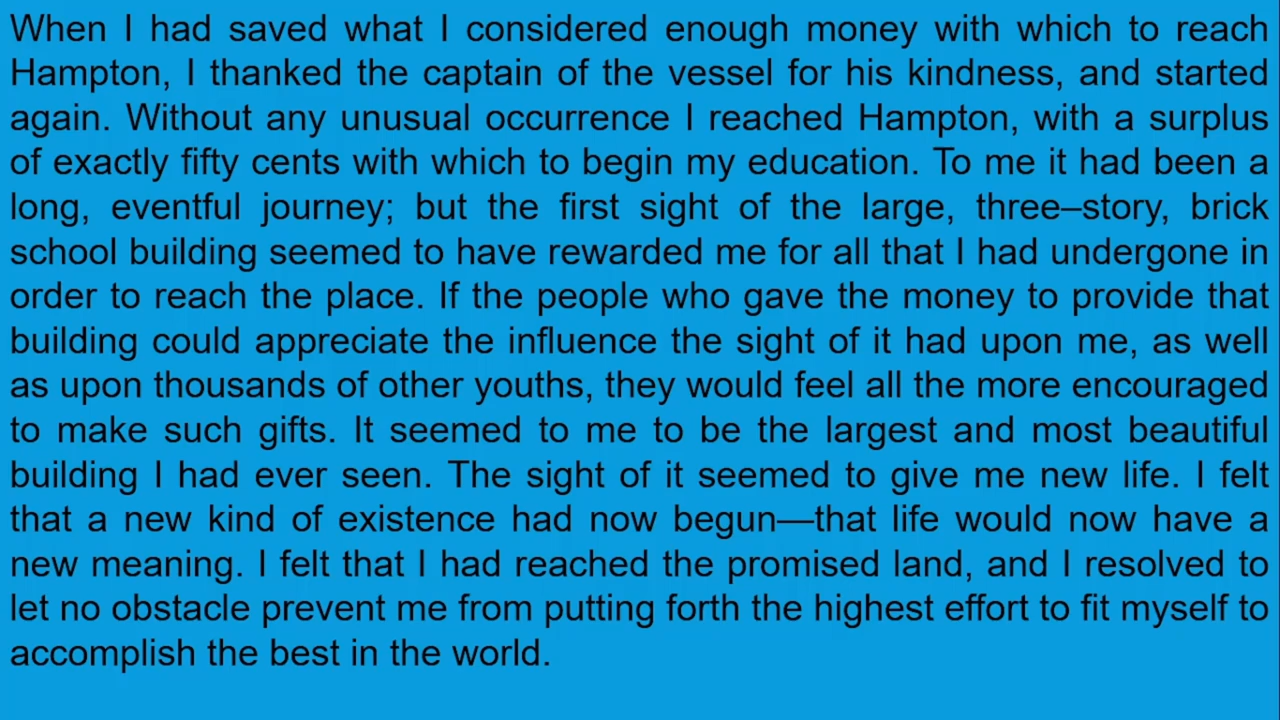 When I had saved what I considered enough money with which to reach
Hampton, I thanked the captain of the vessel for his kindness, and started
again. Without any unusual occurrence I reached Hampton, with a surplus
of exactly fifty cents with which to begin my education. To me it had been a
long, eventful journey; but the first sight of the large, three–story, brick
school building seemed to have rewarded me for all that I had undergone in
order to reach the place. If the people who gave the money to provide that
building could appreciate the influence the sight of it had upon me, as well
as upon thousands of other youths, they would feel all the more encouraged
to make such gifts. It seemed to me to be the largest and most beautiful
building I had ever seen. The sight of it seemed to give me new life. I felt
that a new kind of existence had now begun—that life would now have a
new meaning. I felt that I had reached the promised land, and I resolved to
let no obstacle prevent me from putting forth the highest effort to fit myself to
accomplish the best in the world.